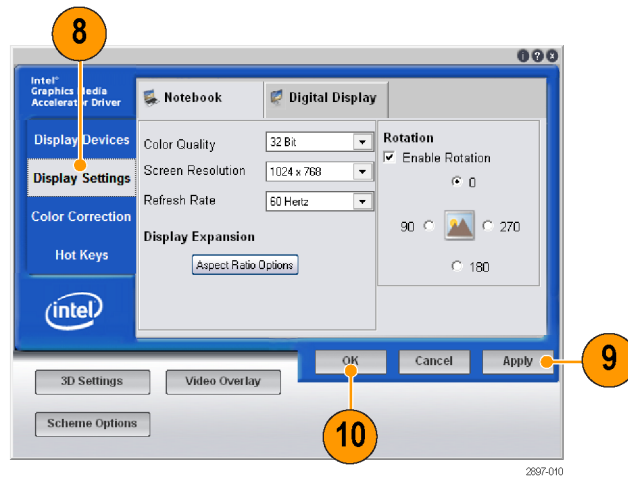 8
Intel®
Graphics Media
Accelerator Driver
Notebook
Digital Display
Display Devices
Display Settings
Color Correction
Hot Keys
intel
Color Quality
32 Bit
Screen Resolution
1024 x 768
Refresh Rate
60 Hertz
Display Expansion
Aspect Ratio Options
Rotation
Enable Rotation
0
90
270
180
OK
Cancel
Apply
9
3D Settings
Video Overlay
Scheme Options
10
2897-010